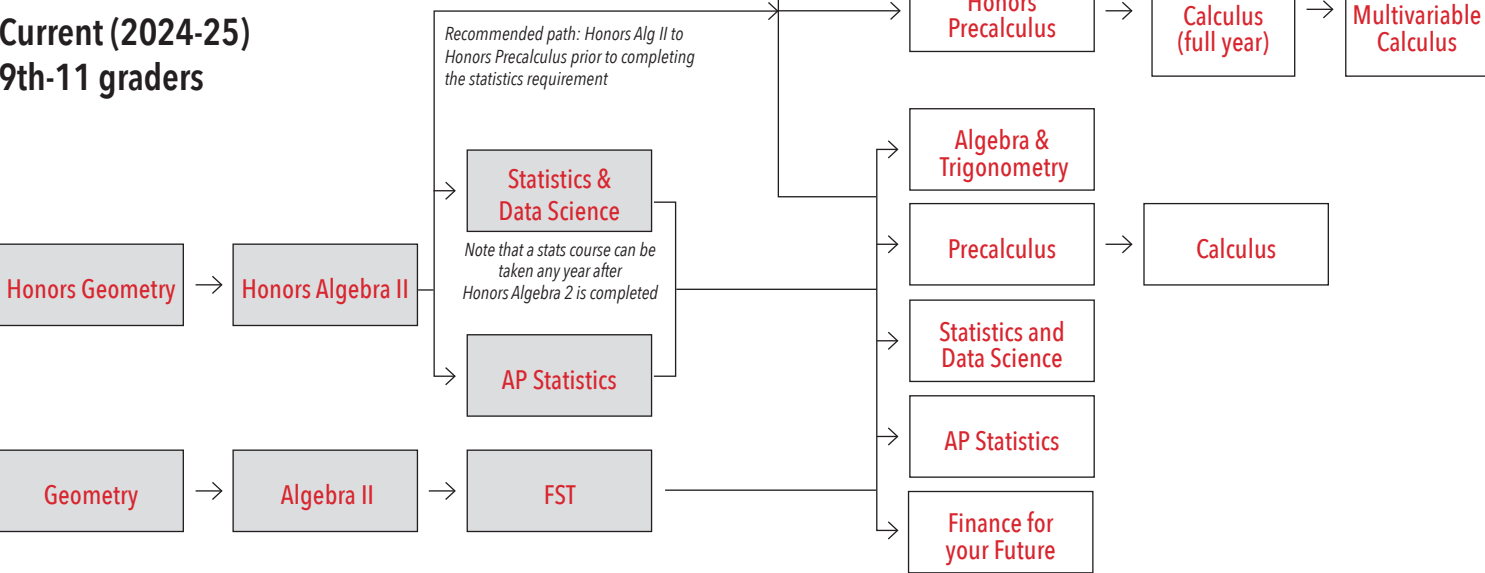 Current (2024-25)
9th-11 graders
Recommended path: Honors Alg II to
Honors Precalculus prior to completing
the statistics requirement
Honors
Precalculus
Calculus
(full year)
Multivariable
Calculus
Statistics &
Data Science
Note that a stats course can be
taken any year after
Honors Algebra 2 is completed
Honors Geometry
Honors Algebra II
AP Statistics
Geometry
Algebra II
FST
Algebra &
Trigonometry
Precalculus
Calculus
Statistics and
Data Science
AP Statistics
Finance for
your Future